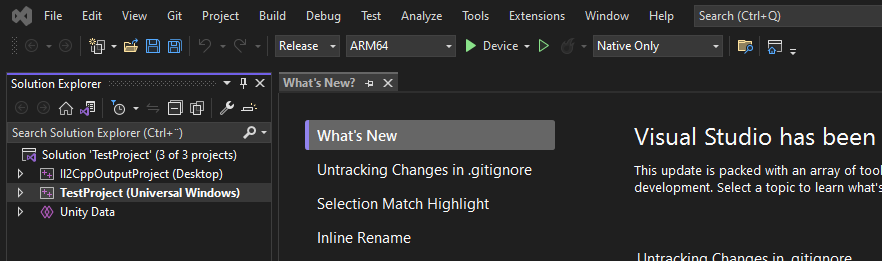 File Edit View Git Project Build Debug Test Analyze Tools Extensions Window Help Search (Ctrl+Q)
Release ARM64 Device Native Only
Solution Explorer
What's New?
Search Solution Explorer (Ctrl+¨)
Solution 'TestProject' (3 of 3 projects)
Il2CppOutputProject (Desktop)
TestProject (Universal Windows)
Unity Data
What's New
Untracking Changes in .gitignore
Selection Match Highlight
Inline Rename
Visual Studio has been
This update is packed with an array of tool
development. Select a topic to learn what's
Untracking Changes in .gitignore